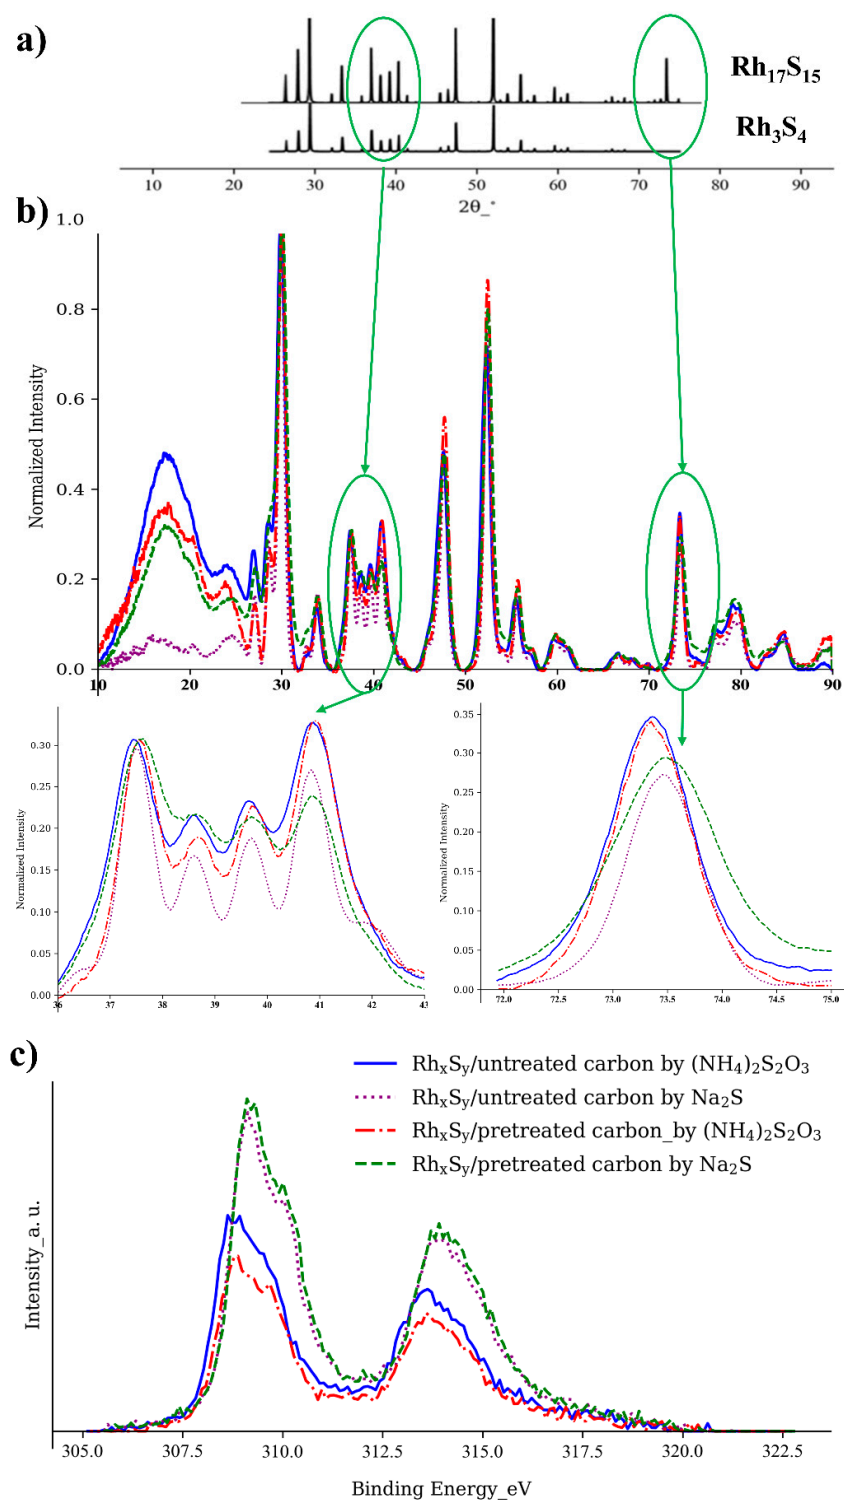 a)
Rh₁₇S₁₅
Rh₃S₄
10 20 30 40 50 60 70 80 90
2θ_°
b)
1.0
0.8
0.6
0.4
0.2
0.0
Normalized Intensity
10 20 30 40 50 60 70 80 90
0.30
0.25
0.20
0.15
0.10
0.05
0.00
Normalized Intensity
36 37 38 39 40 41 42 43
0.35
0.30
0.25
0.20
0.15
0.10
0.05
0.00
Normalized Intensity
72.0 72.5 73.0 73.5 74.0 74.5 75.0
c)
RhₓSᵧ/untreated carbon by (NH₄)₂S₂O₃
RhₓSᵧ/untreated carbon by Na₂S
RhₓSᵧ/pretreated carbon_by (NH₄)₂S₂O₃
RhₓSᵧ/pretreated carbon by Na₂S
Intensity_a. u.
305.0 307.5 310.0 312.5 315.0 317.5 320.0 322.5
Binding Energy_eV